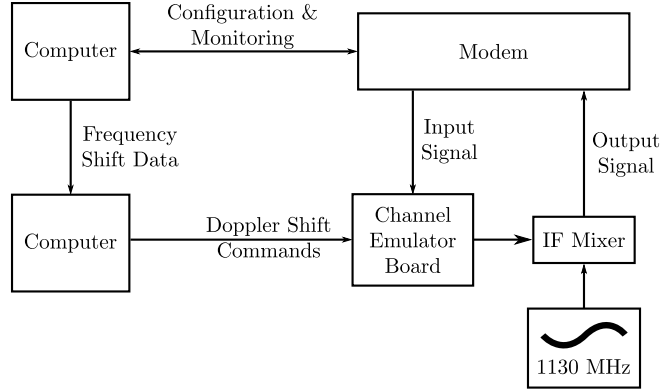 Configuration &
Monitoring
Computer
Modem
Frequency
Shift Data
Input
Signal
Output
Signal
Computer
Doppler Shift
Commands
Channel
Emulator
Board
IF Mixer
1130 MHz